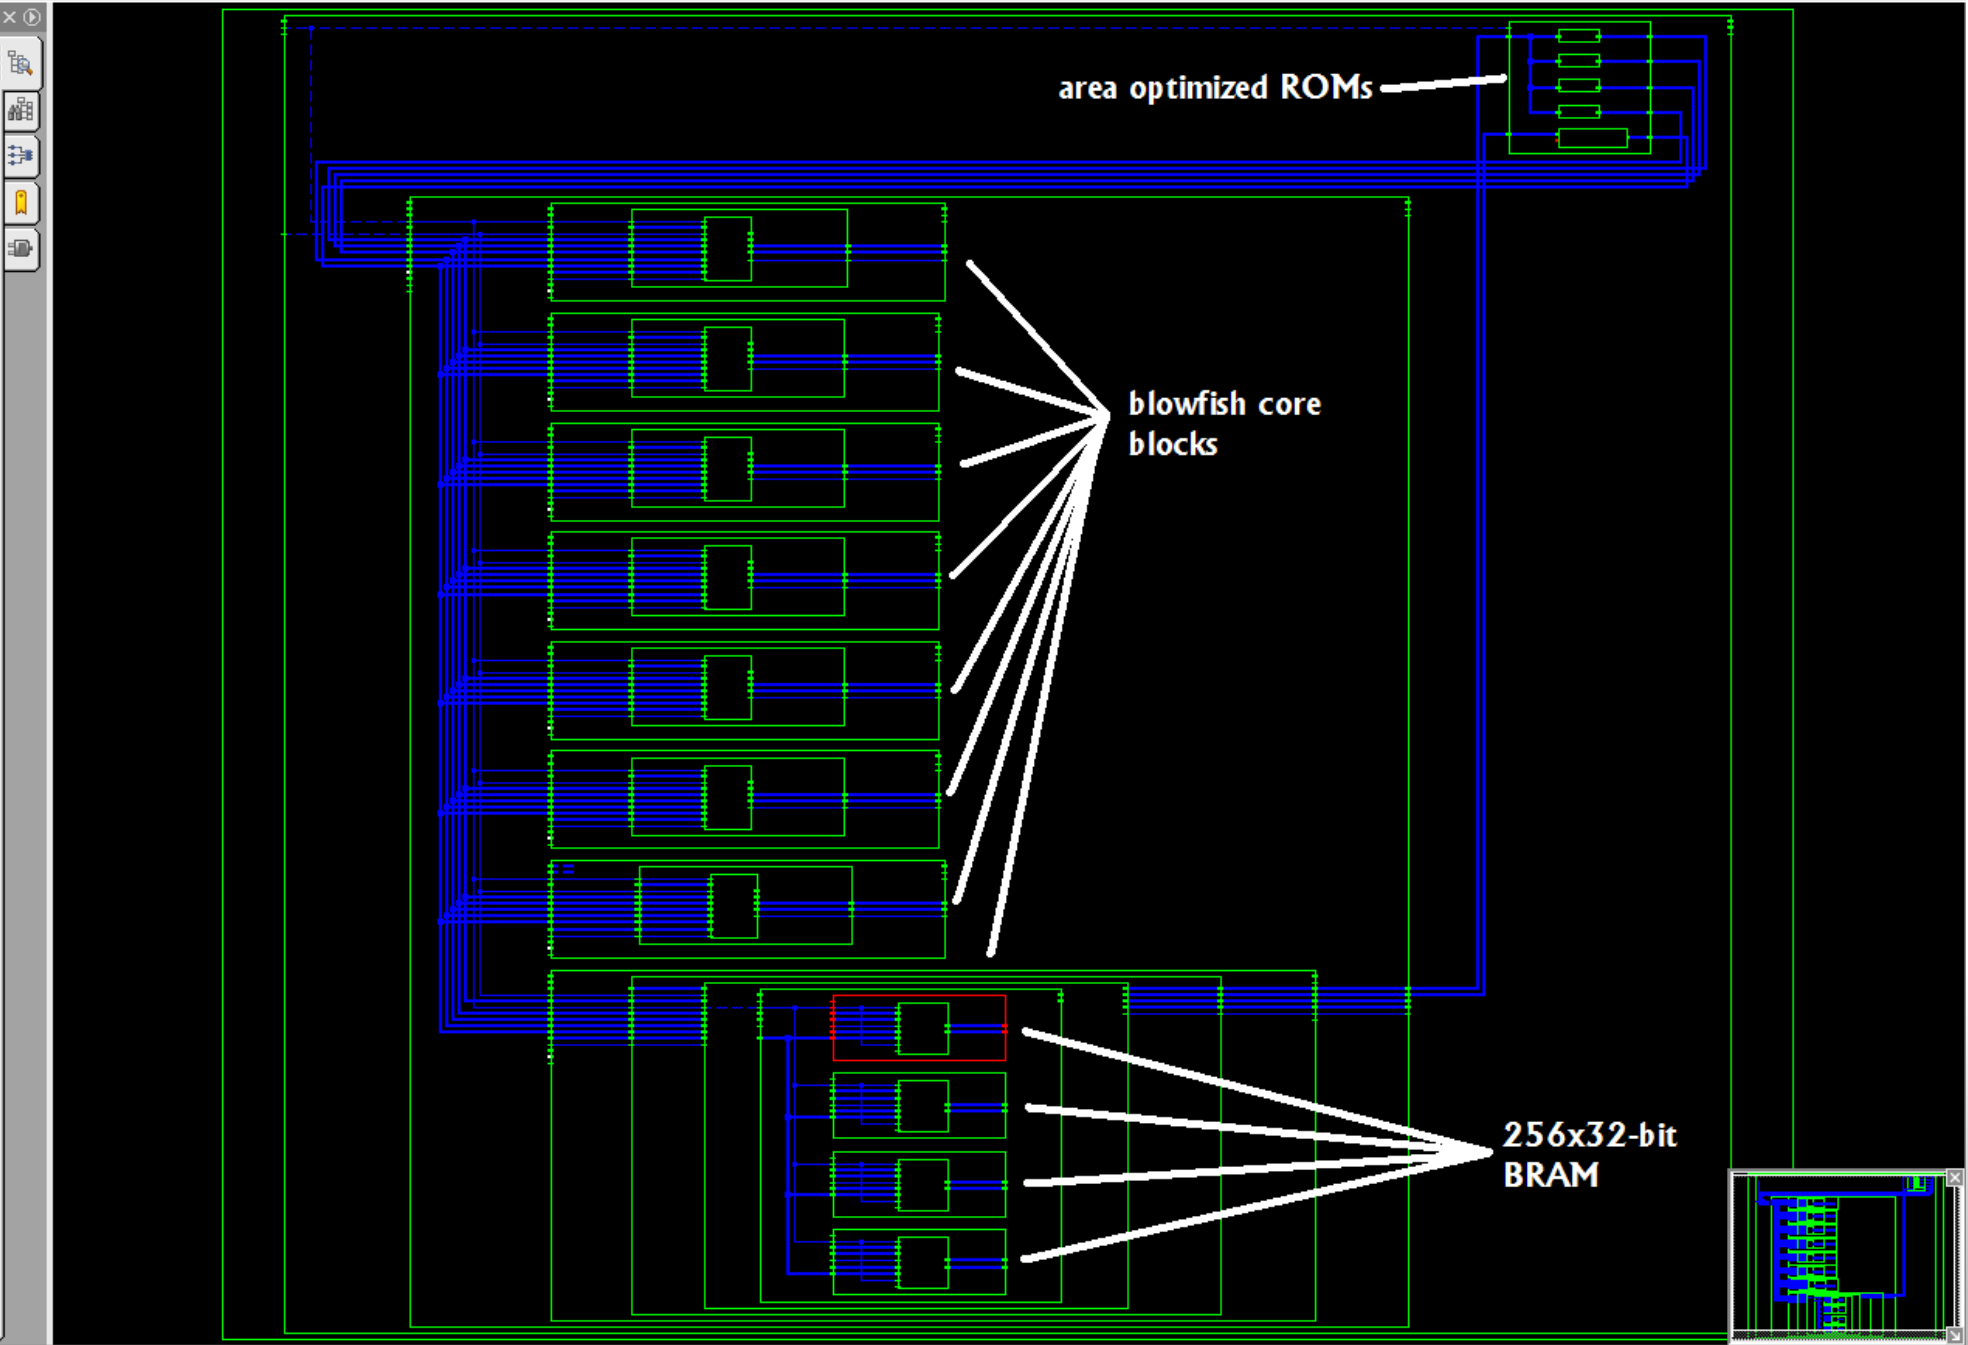 area optimized ROMs
blowfish core
blocks
256x32-bit
BRAM